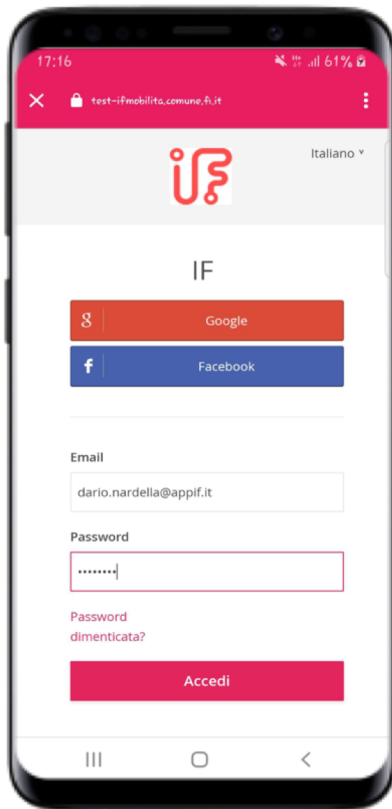 17:16
61%
test-ifmobilita.comune.fi.it
Italiano
IF
IF
g Google
f Facebook
Email
dario.nardella@appif.it
Password
••••••••
Password
dimenticata?
Accedi